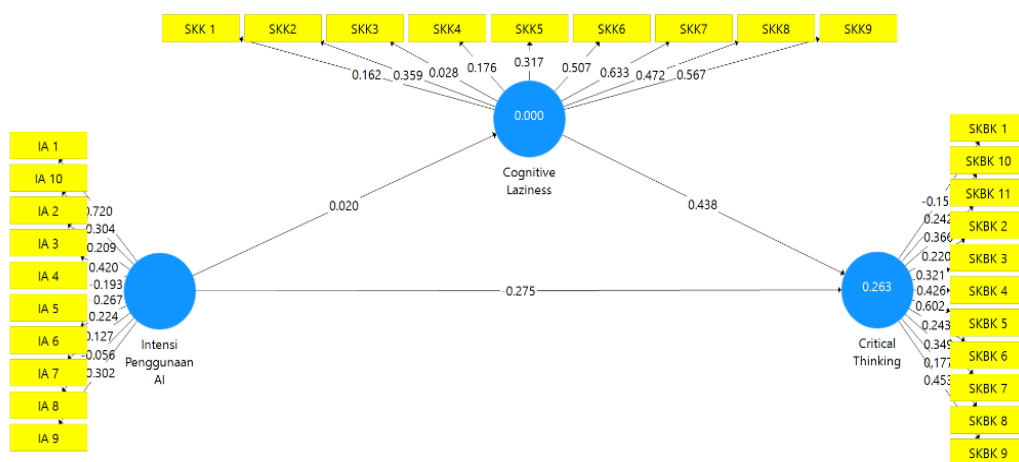 SKK 1
SKK2
SKK3
SKK4
SKK5
SKK6
SKK7
SKK8
SKK9
0.162
0.359
0.028
0.176
0.317
0.507
0.633
0.472
0.567
0.000
Cognitive
Laziness
IA 1
IA 10
IA 2
IA 3
IA 4
IA 5
IA 6
IA 7
IA 8
IA 9
0.304
0.209
0.420
-0.193
0.224
0.127
-0.056
0.302
Intensi
Penggunaan
AI
0.020
0.438
-0.275
0.263
Critical
Thinking
0.242
0.366
0.220
0.321
0.426
0.602
0.243
0.349
0.177
SKBK 1
SKBK 10
SKBK 11
SKBK 2
SKBK 3
SKBK 4
SKBK 5
SKBK 6
SKBK 7
SKBK 8
SKBK 9